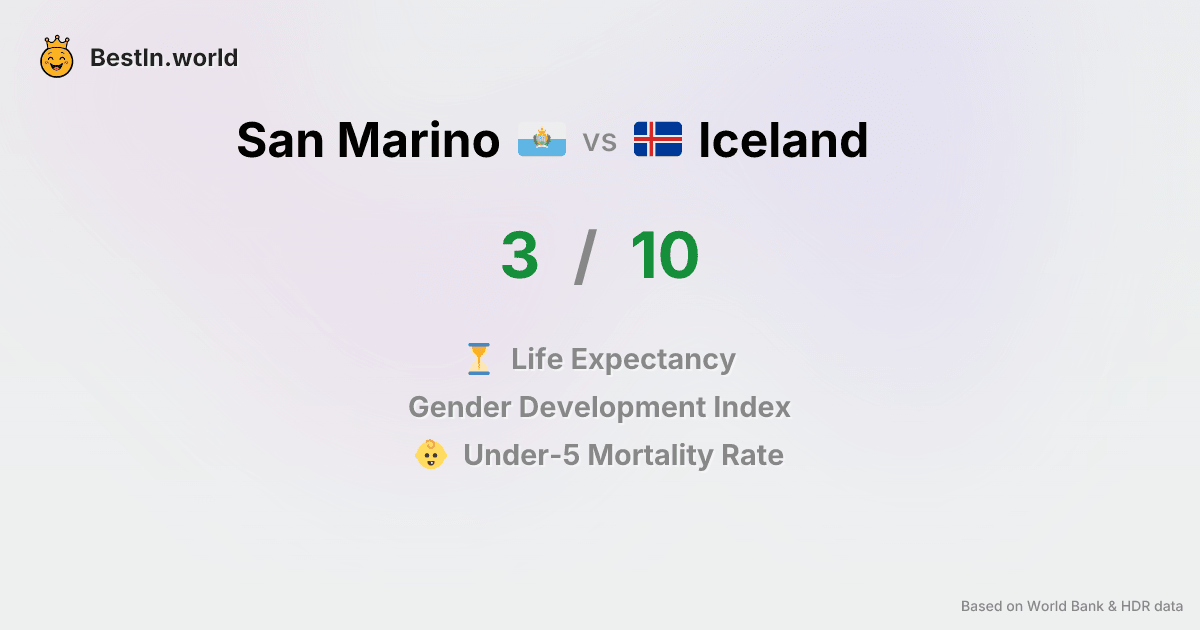 BestIn.world
San Marino vs Iceland
3 / 10
Life Expectancy
Gender Development Index
Under-5 Mortality Rate
Based on World Bank & HDR data